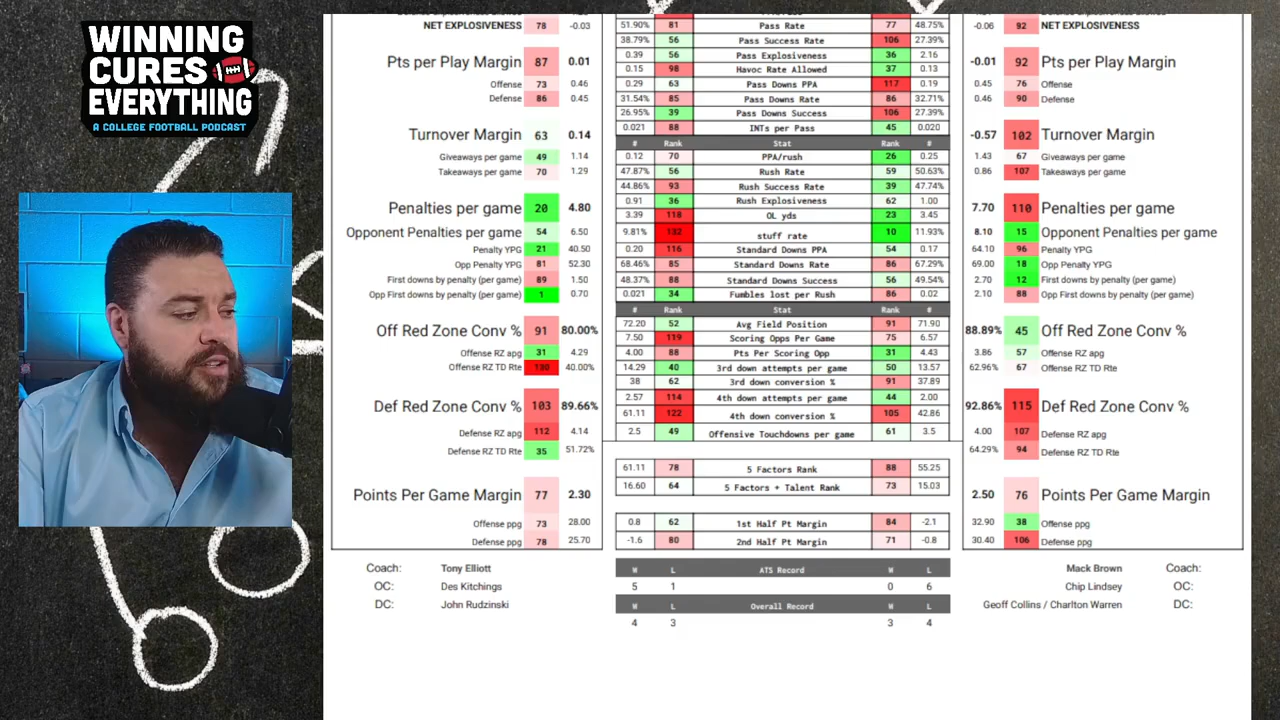 WINNING
CURES
EVERYTHING
A COLLEGE FOOTBALL PODCAST
NET EXPLOSIVENESS 78 -0.03
Pts per Play Margin 87 0.01
Offense 73 0.46
Defense 86 0.45
Turnover Margin 63 0.14
Giveaways per game 49 1.14
Takeaways per game 70 1.29
Penalties per game 20 4.80
Opponent Penalties per game 54 6.50
Penalty YPG 21 40.50
Opp Penalty YPG 81 52.30
First downs by penalty (per game) 89 1.50
Opp First downs by penalty (per game) 1 0.70
Off Red Zone Conv % 91 80.00%
Offense RZ apg 31 4.29
Offense RZ TD Rte 130 40.00%
Def Red Zone Conv % 103 89.66%
Defense RZ apg 112 4.14
Defense RZ TD Rte 35 51.72%
Points Per Game Margin 77 2.30
Offense ppg 73 28.00
Defense ppg 78 25.70
Coach: Tony Elliott
OC: Des Kitchings
DC: John Rudzinski
51.90% 81 Pass Rate 77 48.75%
38.79% 56 Pass Success Rate 106 27.39%
0.39 56 Pass Explosiveness 36 2.16
0.15 98 Havoc Rate Allowed 37 0.13
0.29 63 Pass Downs PPA 117 0.19
31.54% 85 Pass Downs Rate 86 32.71%
26.95% 39 Pass Downs Success 106 27.39%
0.021 88 INTs per Pass 45 0.020
# Rank Stat Rank #
0.12 70 PPA/rush 26 0.25
47.87% 56 Rush Rate 59 50.63%
44.86% 93 Rush Success Rate 39 47.74%
0.91 36 Rush Explosiveness 62 1.00
3.39 118 OL yds 23 3.45
9.81% 132 stuff rate 10 11.93%
0.20 116 Standard Downs PPA 54 0.17
68.46% 85 Standard Downs Rate 86 67.29%
48.37% 88 Standard Downs Success 56 49.54%
0.021 34 Fumbles lost per Rush 86 0.02
# Rank Stat Rank #
72.20 52 Avg Field Position 91 71.90
7.50 119 Scoring Opps Per Game 75 6.57
4.00 88 Pts Per Scoring Opp 31 4.43
14.29 40 3rd down attempts per game 50 13.57
38 62 3rd down conversion % 91 37.89
2.57 114 4th down attempts per game 44 2.00
61.11 122 4th down conversion % 105 42.86
2.5 49 Offensive Touchdowns per game 61 3.5
61.11 78 5 Factors Rank 88 55.25
16.60 64 5 Factors + Talent Rank 73 15.03
0.8 62 1st Half Pt Margin 84 -2.1
-1.6 80 2nd Half Pt Margin 71 -0.8
W L ATS Record W L
5 1 0 6
W L Overall Record W L
4 3 3 4
-0.06 92 NET EXPLOSIVENESS
-0.01 92 Pts per Play Margin
0.45 76 Offense
0.46 90 Defense
-0.57 102 Turnover Margin
1.43 67 Giveaways per game
0.86 107 Takeaways per game
7.70 110 Penalties per game
8.10 15 Opponent Penalties per game
64.10 96 Penalty YPG
69.00 18 Opp Penalty YPG
2.70 12 First downs by penalty (per game)
2.10 88 Opp First downs by penalty (per game)
88.89% 45 Off Red Zone Conv %
3.86 57 Offense RZ apg
62.96% 67 Offense RZ TD Rte
92.86% 115 Def Red Zone Conv %
4.00 107 Defense RZ apg
64.29% 94 Defense RZ TD Rte
2.50 76 Points Per Game Margin
32.90 38 Offense ppg
30.40 106 Defense ppg
Mack Brown Coach:
Chip Lindsey OC:
Geoff Collins / Charlton Warren DC: